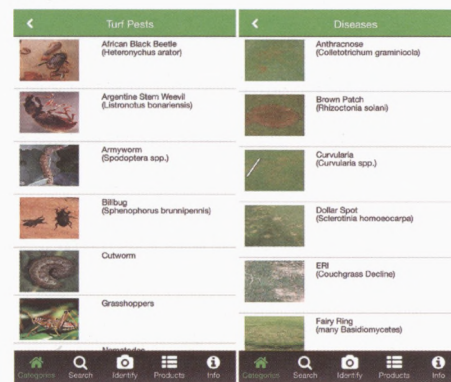 Turf Pests
African Black Beetle
(Heteronychus arator)
Argentine Stem Weevil
(Listronotus bonariensis)
Armyworm
(Spodoptera spp.)
Billbug
(Sphenophorus brunnipennis)
Cutworm
Grasshoppers
Nematodes
Categories
Search
Identify
Products
Info
Diseases
Anthracnose
(Colletotrichum graminicola)
Brown Patch
(Rhizoctonia solani)
Curvularia
(Curvularia spp.)
Dollar Spot
(Sclerotinia homoeocarpa)
ERI
(Couchgrass Decline)
Fairy Ring
(many Basidiomycetes)
Categories
Search
Identify
Products
Info